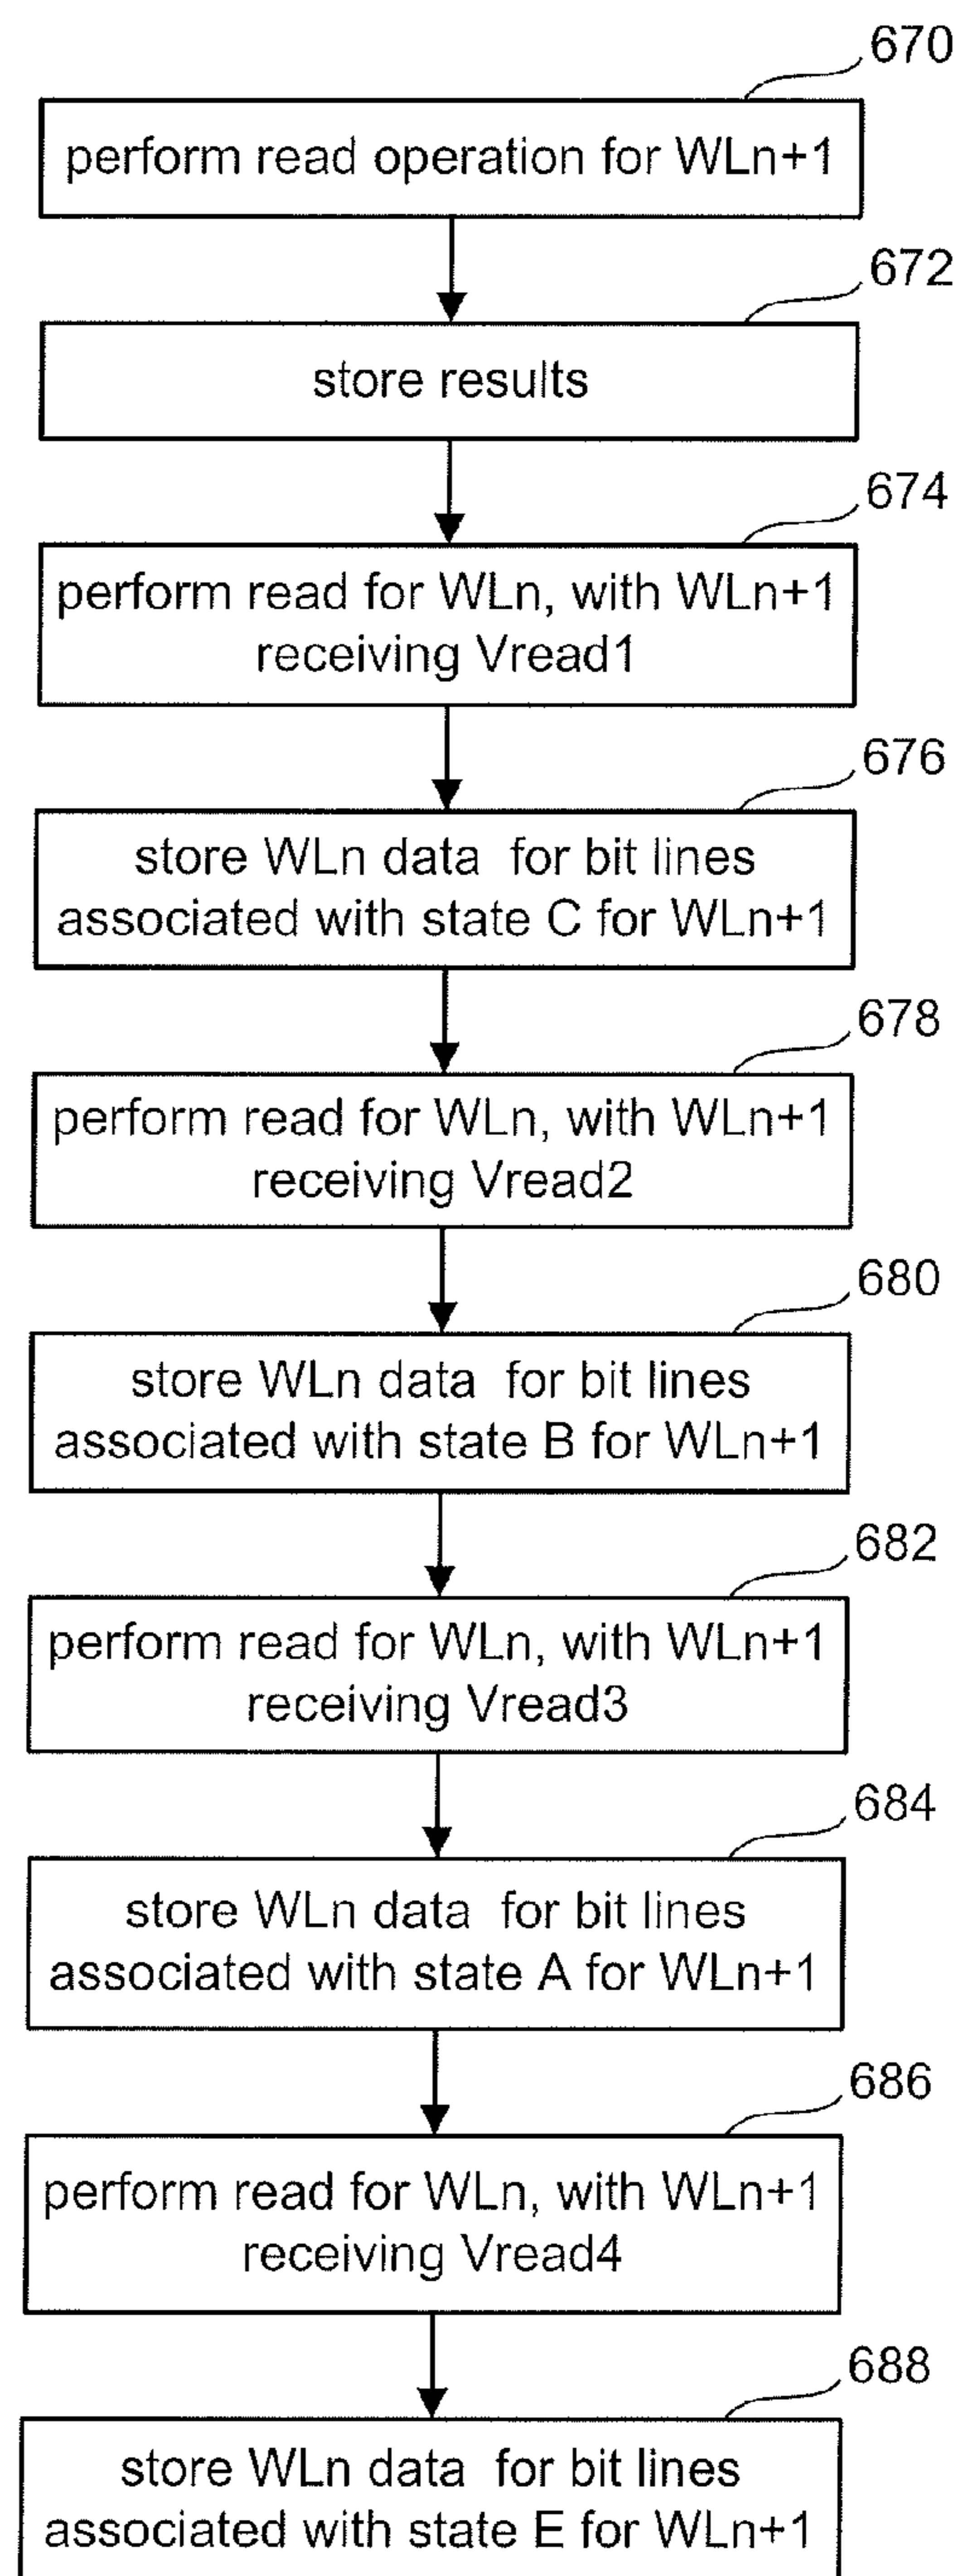 670
perform read operation for WLn+1
672
store results
674
perform read for WLn, with WLn+1
receiving Vread1
676
store WLn data for bit lines
associated with state C for WLn+1
678
perform read for WLn, with WLn+1
receiving Vread2
680
store WLn data for bit lines
associated with state B for WLn+1
682
perform read for WLn, with WLn+1
receiving Vread3
684
store WLn data for bit lines
associated with state A for WLn+1
686
perform read for WLn, with WLn+1
receiving Vread4
688
store WLn data for bit lines
associated with state E for WLn+1